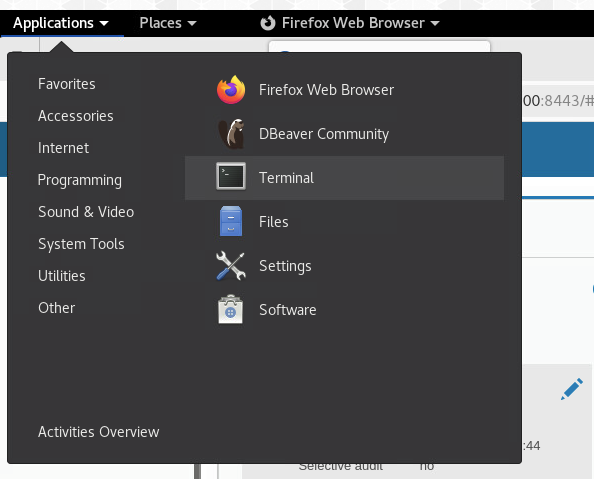 Applications Places Firefox Web Browser
Favorites
Accessories
Internet
Programming
Sound & Video
System Tools
Utilities
Other
Activities Overview
Firefox Web Browser
DBeaver Community
Terminal
Files
Settings
Software
00:8443/#
:44
Selective audit no